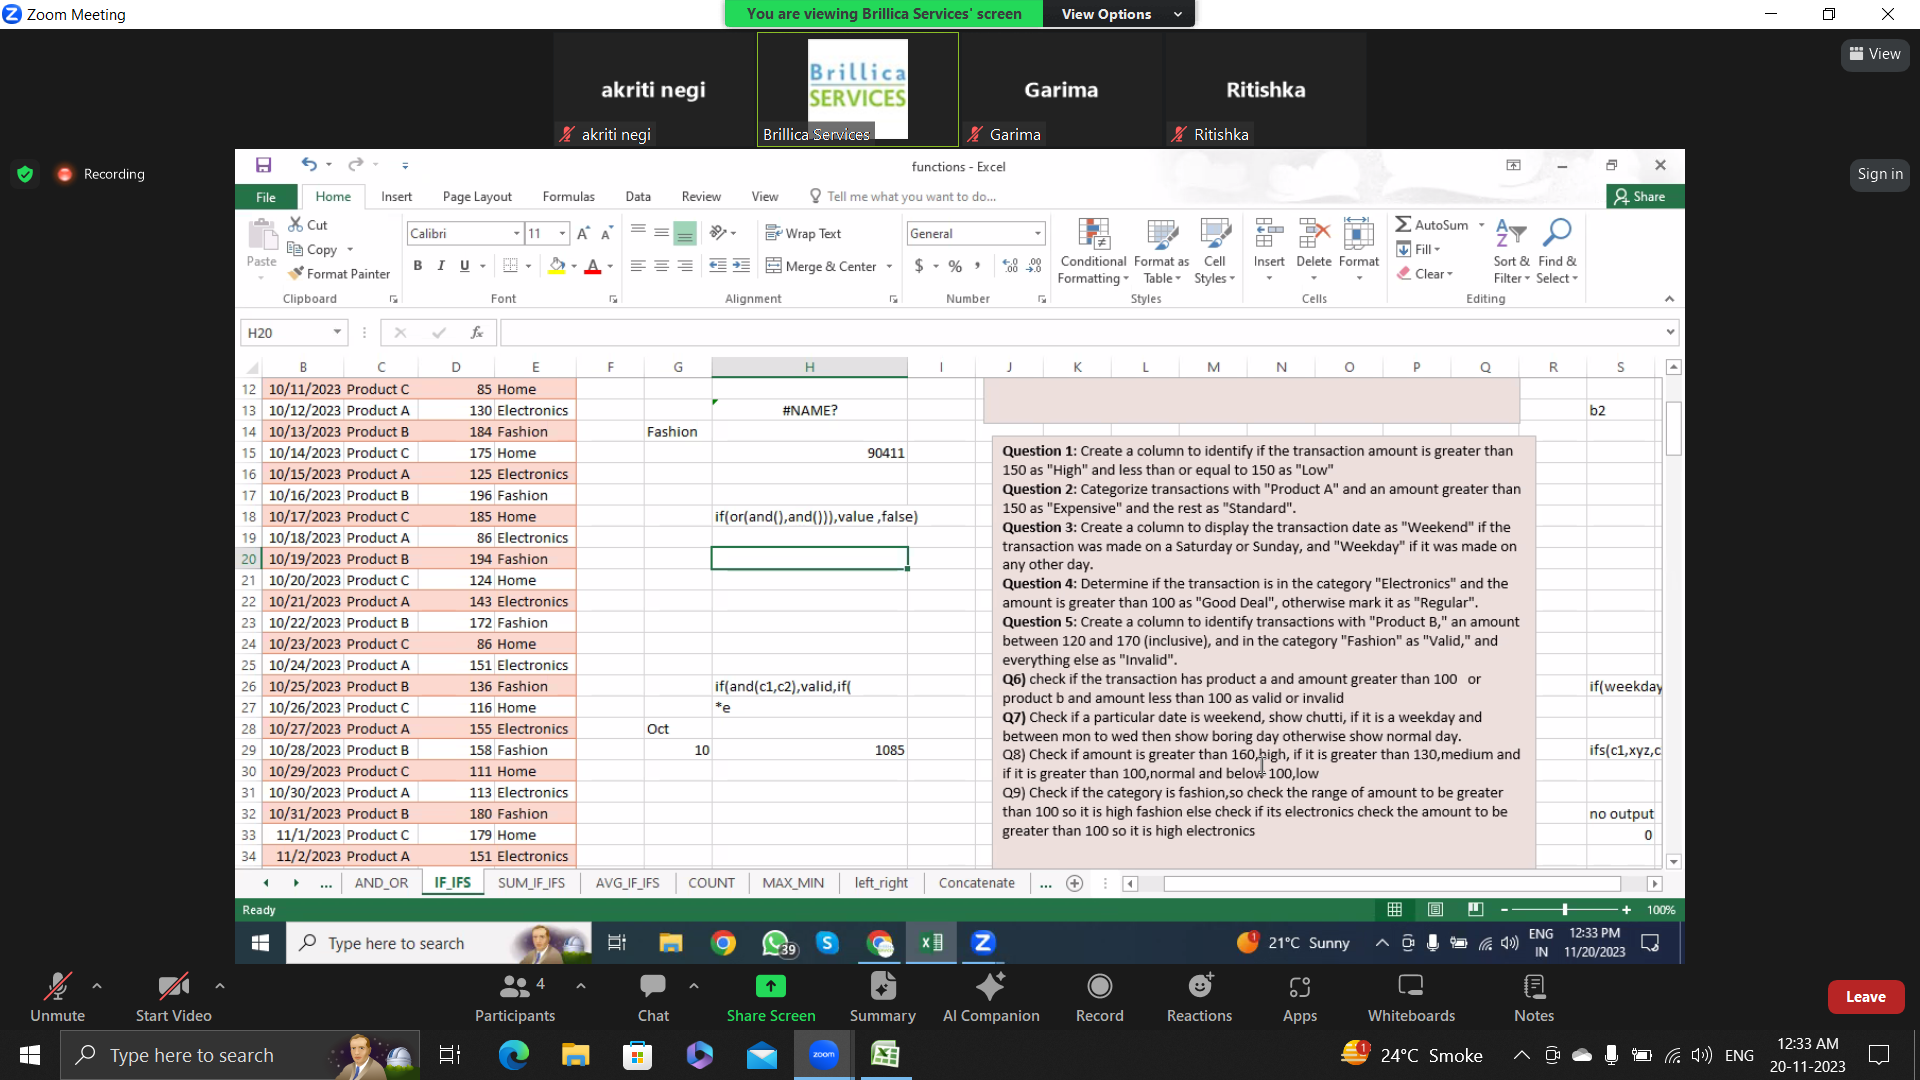 Zoom Meeting
You are viewing Brillica Services' screen View Options
View
akriti negi
Brillica
SERVICES
Garima
Ritishka
akriti negi
Brillica Services
Garima
Ritishka
Recording
Sign in
functions - Excel
File Home Insert Page Layout Formulas Data Review View Tell me what you want to do... Share
Paste
Cut
Copy
Format Painter
Clipboard
Calibri 11
B I U
Font
Wrap Text
Merge & Center
Alignment
General
$ % ,
Number
Conditional Formatting
Format as Table
Cell Styles
Styles
Insert Delete Format
Cells
AutoSum
Fill
Clear
Sort & Filter
Find & Select
Editing
H20 fx
B C D E F G H I J K L M N O P Q R S
12 10/11/2023 Product C 85 Home
13 10/12/2023 Product A 130 Electronics #NAME? b2
14 10/13/2023 Product B 184 Fashion Fashion
15 10/14/2023 Product C 175 Home 90411
16 10/15/2023 Product A 125 Electronics
17 10/16/2023 Product B 196 Fashion
18 10/17/2023 Product C 185 Home if(or(and(),and())),value ,false)
19 10/18/2023 Product A 86 Electronics
20 10/19/2023 Product B 194 Fashion
21 10/20/2023 Product C 124 Home
22 10/21/2023 Product A 143 Electronics
23 10/22/2023 Product B 172 Fashion
24 10/23/2023 Product C 86 Home
25 10/24/2023 Product A 151 Electronics
26 10/25/2023 Product B 136 Fashion if(and(c1,c2),valid,if( if(weekday
27 10/26/2023 Product C 116 Home *e
28 10/27/2023 Product A 155 Electronics Oct
29 10/28/2023 Product B 158 Fashion 10 1085 ifs(c1,xyz,c
30 10/29/2023 Product C 111 Home
31 10/30/2023 Product A 113 Electronics
32 10/31/2023 Product B 180 Fashion no output
33 11/1/2023 Product C 179 Home 0
34 11/2/2023 Product A 151 Electronics
Question 1: Create a column to identify if the transaction amount is greater than
150 as "High" and less than or equal to 150 as "Low"
Question 2: Categorize transactions with "Product A" and an amount greater than
150 as "Expensive" and the rest as "Standard".
Question 3: Create a column to display the transaction date as "Weekend" if the
transaction was made on a Saturday or Sunday, and "Weekday" if it was made on
any other day.
Question 4: Determine if the transaction is in the category "Electronics" and the
amount is greater than 100 as "Good Deal", otherwise mark it as "Regular".
Question 5: Create a column to identify transactions with "Product B," an amount
between 120 and 170 (inclusive), and in the category "Fashion" as "Valid," and
everything else as "Invalid".
Q6) check if the transaction has product a and amount greater than 100 or
product b and amount less than 100 as valid or invalid
Q7) Check if a particular date is weekend, show chutti, if it is a weekday and
between mon to wed then show boring day otherwise show normal day.
Q8) Check if amount is greater than 160,high, if it is greater than 130,medium and
if it is greater than 100,normal and below 100,low
Q9) Check if the category is fashion,so check the range of amount to be greater
than 100 so it is high fashion else check if its electronics check the amount to be
greater than 100 so it is high electronics
... AND_OR IF_IFS SUM_IF_IFS AVG_IF_IFS COUNT MAX_MIN left_right Concatenate ...
Ready 100%
Type here to search 39 21°C Sunny ENG IN 12:33 PM 11/20/2023
Unmute Start Video Participants 4 Chat Share Screen Summary AI Companion Record Reactions Apps Whiteboards Notes Leave
Type here to search zoom 24°C Smoke ENG 12:33 AM 20-11-2023